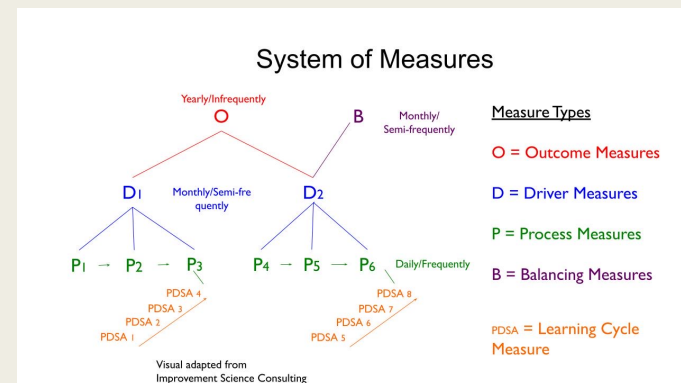 System of Measures
Yearly/Infrequently
O
B
Monthly/
Semi-frequently
Measure Types
O = Outcome Measures
D1
Monthly/Semi-fre
quently
D2
D = Driver Measures
P = Process Measures
P1 → P2 → P3
P4 → P5 → P6
Daily/Frequently
B = Balancing Measures
PDSA 4
PDSA 3
PDSA 2
PDSA 1
PDSA 8
PDSA 7
PDSA 6
PDSA 5
PDSA = Learning Cycle
Measure
Visual adapted from
Improvement Science Consulting